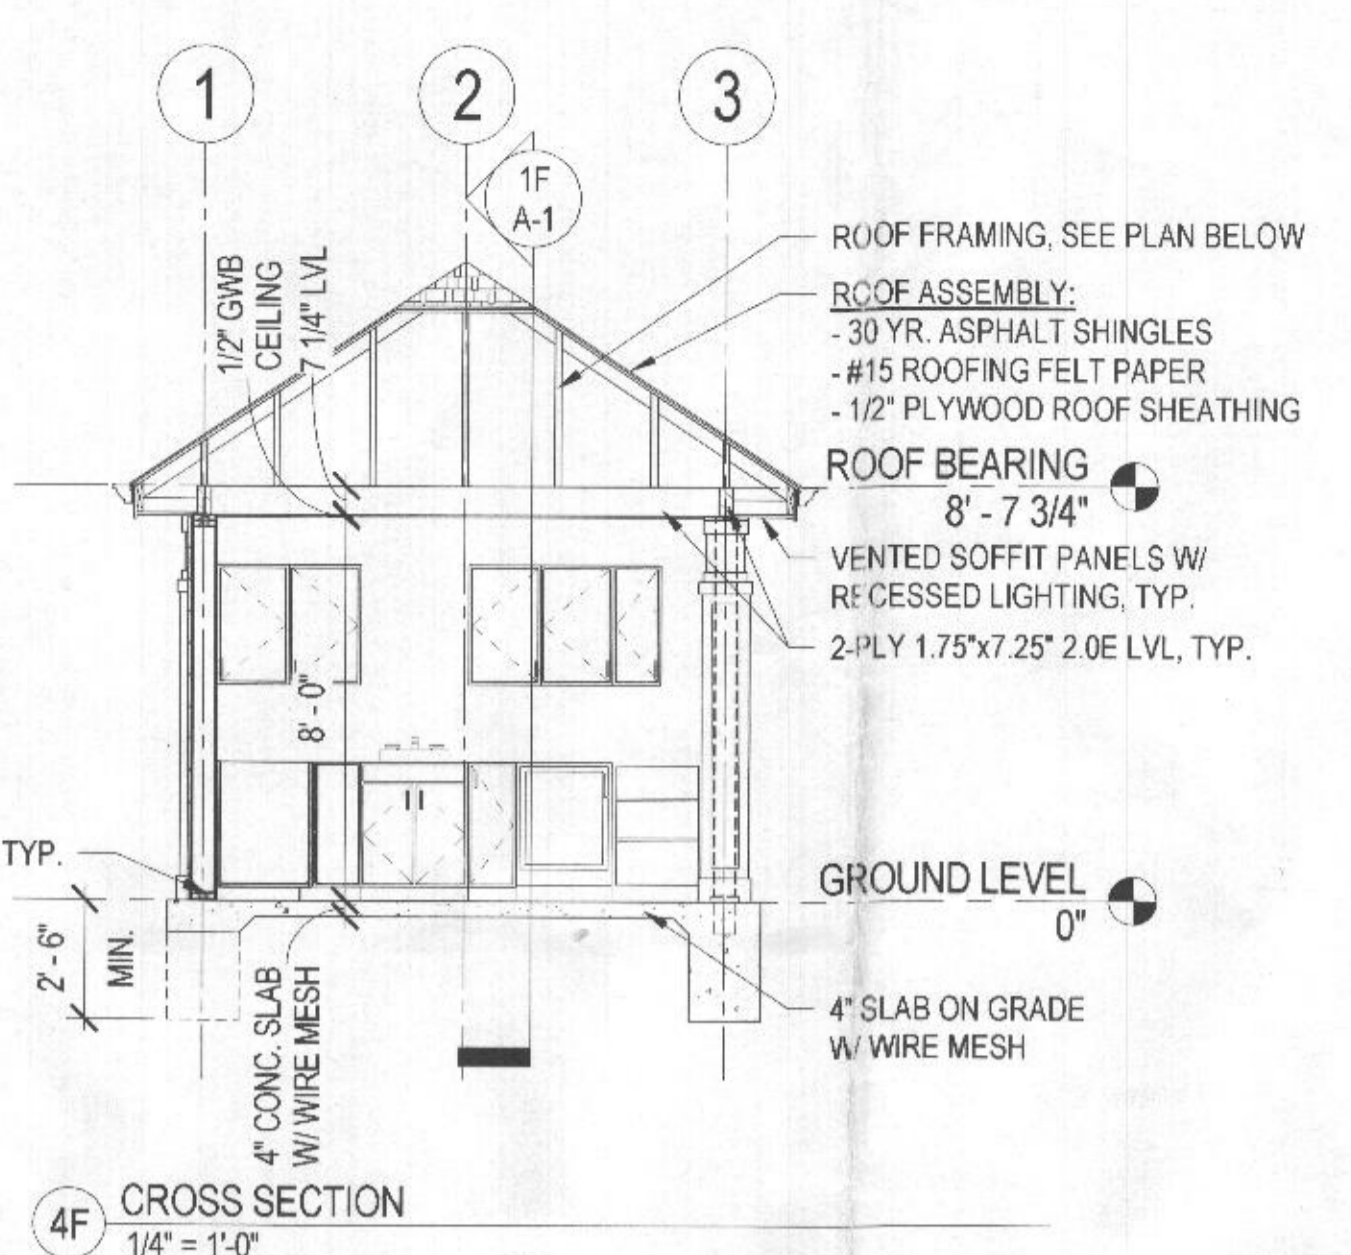 1
2
3
1F
A-1
1/2" GWB
CEILING
7 1/4" LVL
ROOF FRAMING, SEE PLAN BELOW
ROOF ASSEMBLY:
- 30 YR. ASPHALT SHINGLES
- #15 ROOFING FELT PAPER
- 1/2" PLYWOOD ROOF SHEATHING
ROOF BEARING
8' - 7 3/4"
VENTED SOFFIT PANELS W/
RECESSED LIGHTING, TYP.
2-PLY 1.75"x7.25" 2.0E LVL, TYP.
8' - 0"
TYP.
GROUND LEVEL
0"
2' - 6"
MIN.
4" CONC. SLAB
W/ WIRE MESH
4" SLAB ON GRADE
W/ WIRE MESH
4F
CROSS SECTION
1/4" = 1'-0"